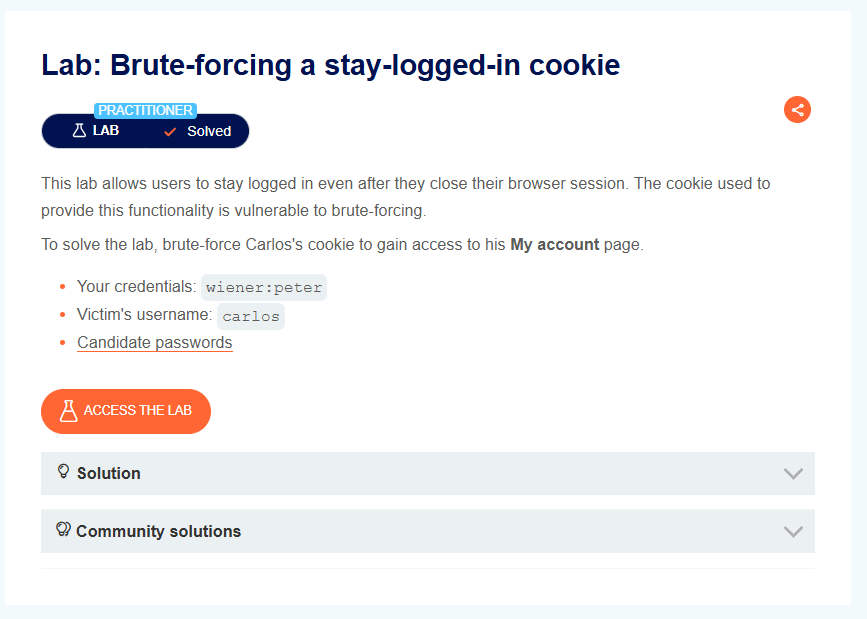 Lab: Brute-forcing a stay-logged-in cookie
PRACTITIONER
LAB Solved
This lab allows users to stay logged in even after they close their browser session. The cookie used to
provide this functionality is vulnerable to brute-forcing.
To solve the lab, brute-force Carlos's cookie to gain access to his My account page.
Your credentials: wiener:peter
Victim's username: carlos
Candidate passwords
ACCESS THE LAB
Solution
Community solutions